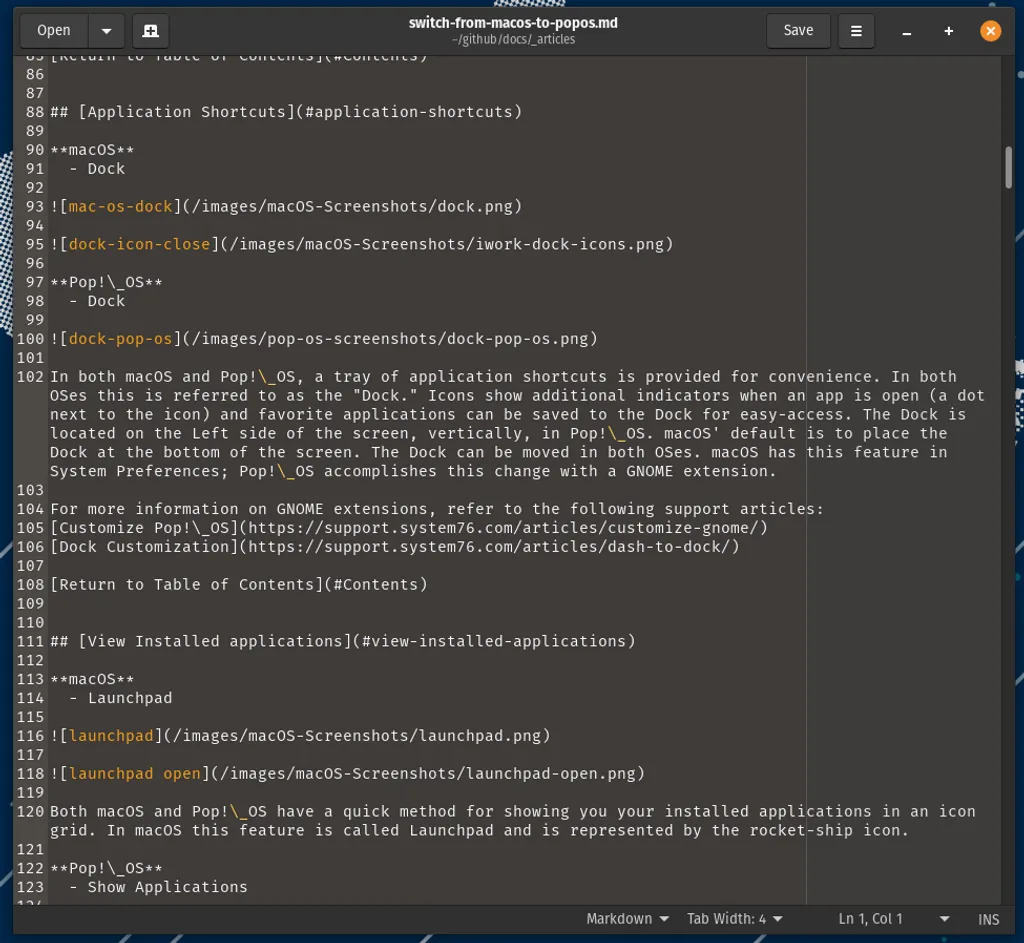 Open
switch-from-macos-to-popos.md
~/github/docs/_articles
Save
85 [Return to Table of Contents](#Contents)
86
87
88 ## [Application Shortcuts](#application-shortcuts)
89
90 **macOS**
91   - Dock
92
93 ![mac-os-dock](/images/macOS-Screenshots/dock.png)
94
95 ![dock-icon-close](/images/macOS-Screenshots/iwork-dock-icons.png)
96
97 **Pop!\_OS**
98   - Dock
99
100 ![dock-pop-os](/images/pop-os-screenshots/dock-pop-os.png)
101
102 In both macOS and Pop!\_OS, a tray of application shortcuts is provided for convenience. In both
OSes this is referred to as the "Dock." Icons show additional indicators when an app is open (a dot
next to the icon) and favorite applications can be saved to the Dock for easy-access. The Dock is
located on the Left side of the screen, vertically, in Pop!\_OS. macOS' default is to place the
Dock at the bottom of the screen. The Dock can be moved in both OSes. macOS has this feature in
System Preferences; Pop!\_OS accomplishes this change with a GNOME extension.
103
104 For more information on GNOME extensions, refer to the following support articles:
105 [Customize Pop!\_OS](https://support.system76.com/articles/customize-gnome/)
106 [Dock Customization](https://support.system76.com/articles/dash-to-dock/)
107
108 [Return to Table of Contents](#Contents)
109
110
111 ## [View Installed applications](#view-installed-applications)
112
113 **macOS**
114   - Launchpad
115
116 ![launchpad](/images/macOS-Screenshots/launchpad.png)
117
118 ![launchpad open](/images/macOS-Screenshots/launchpad-open.png)
119
120 Both macOS and Pop!\_OS have a quick method for showing you your installed applications in an icon
grid. In macOS this feature is called Launchpad and is represented by the rocket-ship icon.
121
122 **Pop!\_OS**
123   - Show Applications
124
Markdown Tab Width: 4 Ln 1, Col 1 INS